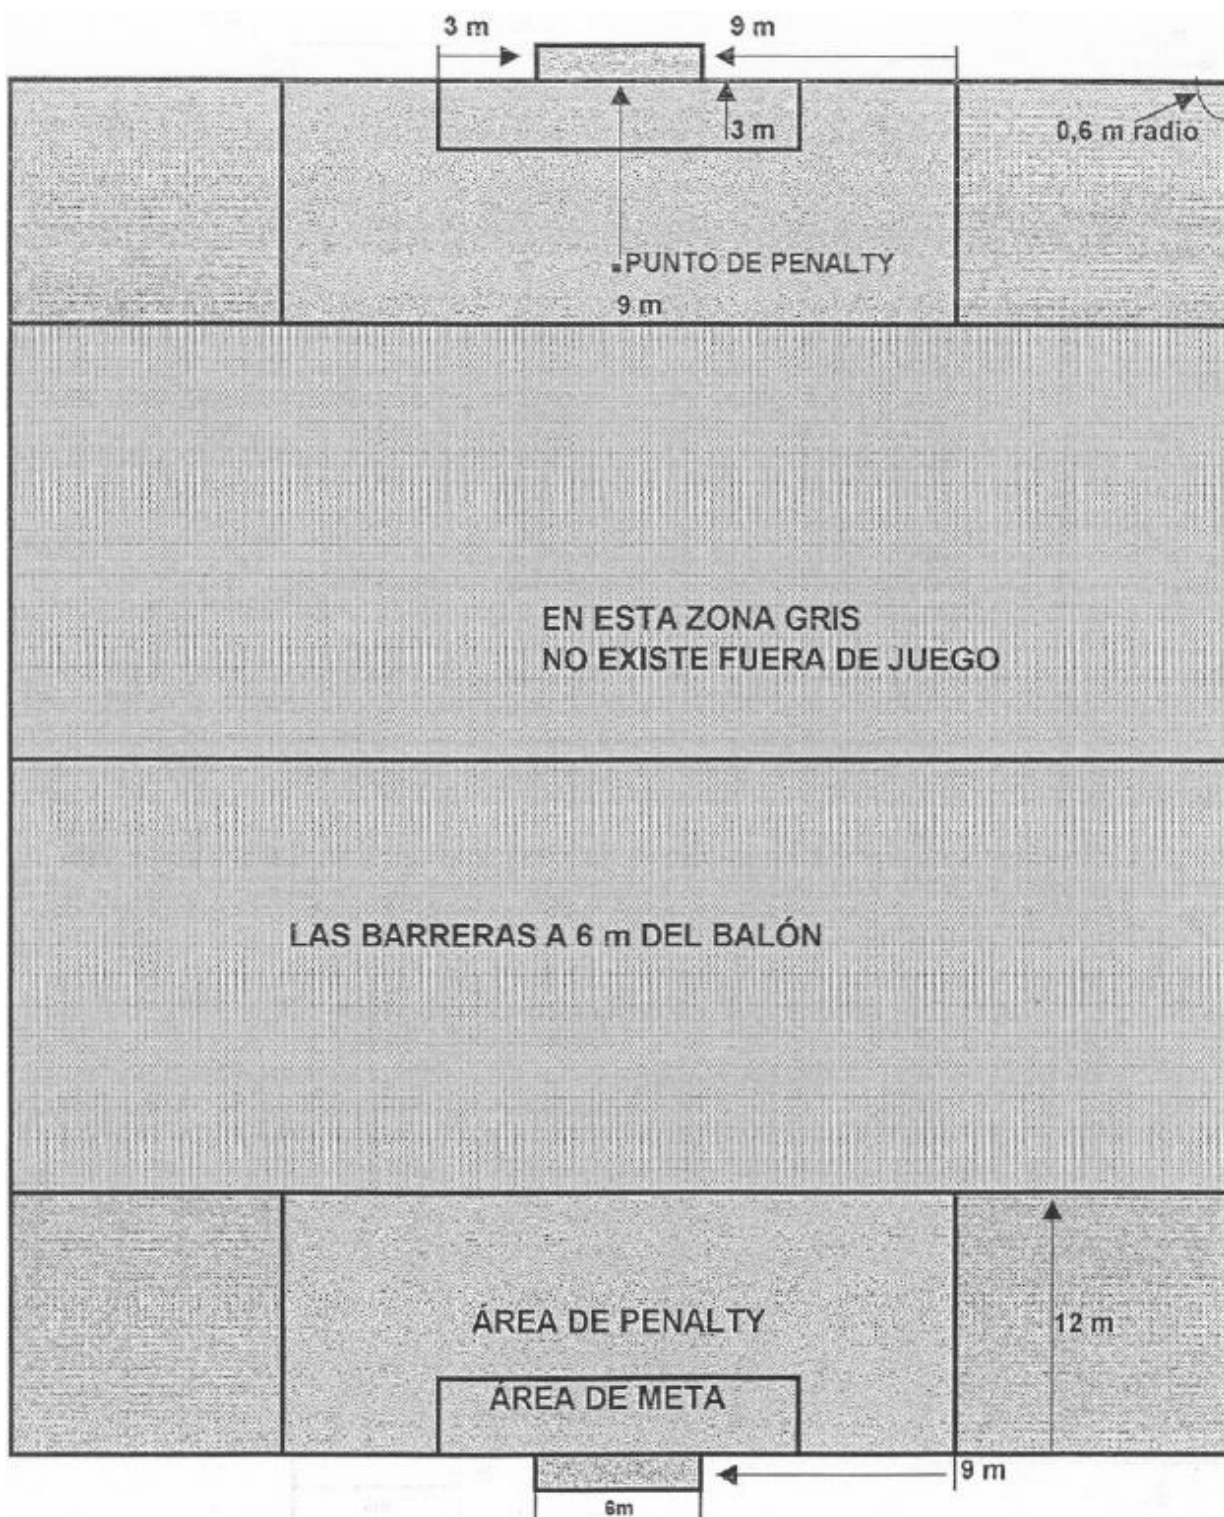 3 m
9 m
3 m
0,6 m radio
PUNTO DE PENALTY
9 m
EN ESTA ZONA GRIS
NO EXISTE FUERA DE JUEGO
LAS BARRERAS A 6 m DEL BALÓN
ÁREA DE PENALTY
12 m
ÁREA DE META
9 m
6m